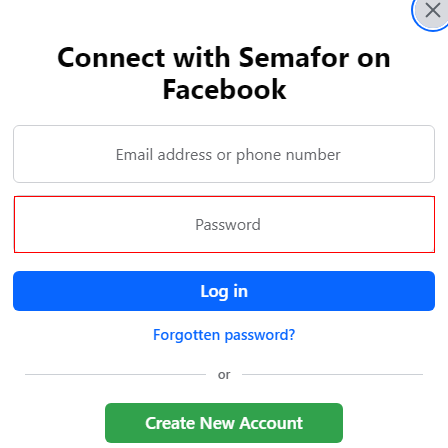 Connect with Semafor on
Facebook
Email address or phone number
Password
Log in
Forgotten password?
or
Create New Account